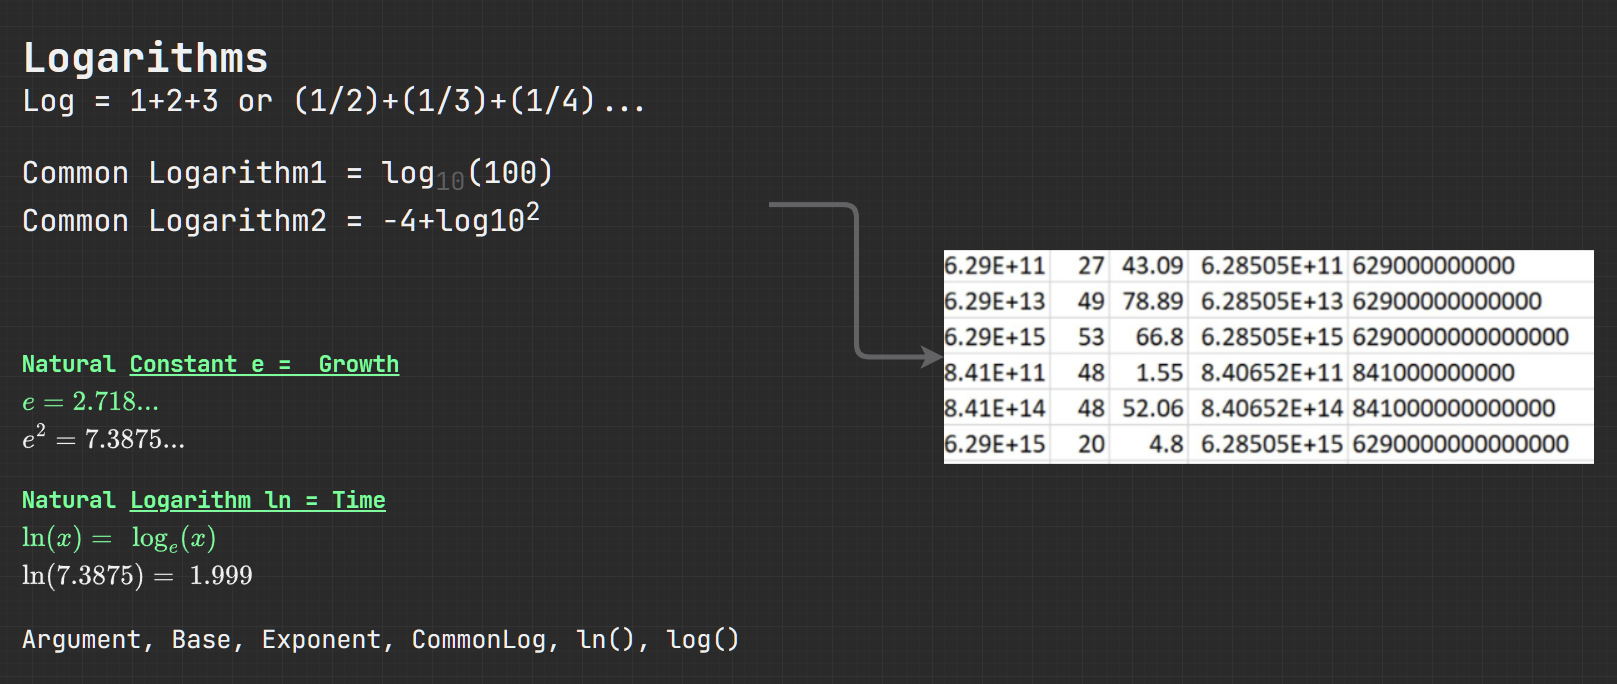 Logarithms
Log = 1+2+3 or (1/2)+(1/3)+(1/4)...
Common Logarithm1 = log₁₀(100)
Common Logarithm2 = -4+log10²
Natural Constant e =  Growth
e = 2.718...
e² = 7.3875...
Natural Logarithm ln = Time
ln(x) = logₑ(x)
ln(7.3875) = 1.999
Argument, Base, Exponent, CommonLog, ln(), log()
6.29E+11 27 43.09 6.28505E+11 629000000000
6.29E+13 49 78.89 6.28505E+13 62900000000000
6.29E+15 53 66.8 6.28505E+15 6290000000000000
8.41E+11 48 1.55 8.40652E+11 841000000000
8.41E+14 48 52.06 8.40652E+14 841000000000000
6.29E+15 20 4.8 6.28505E+15 6290000000000000